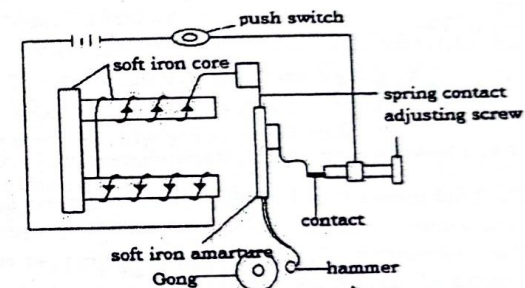 push switch
soft iron core
spring contact
adjusting screw
contact
soft iron amarture
Gong
hammer